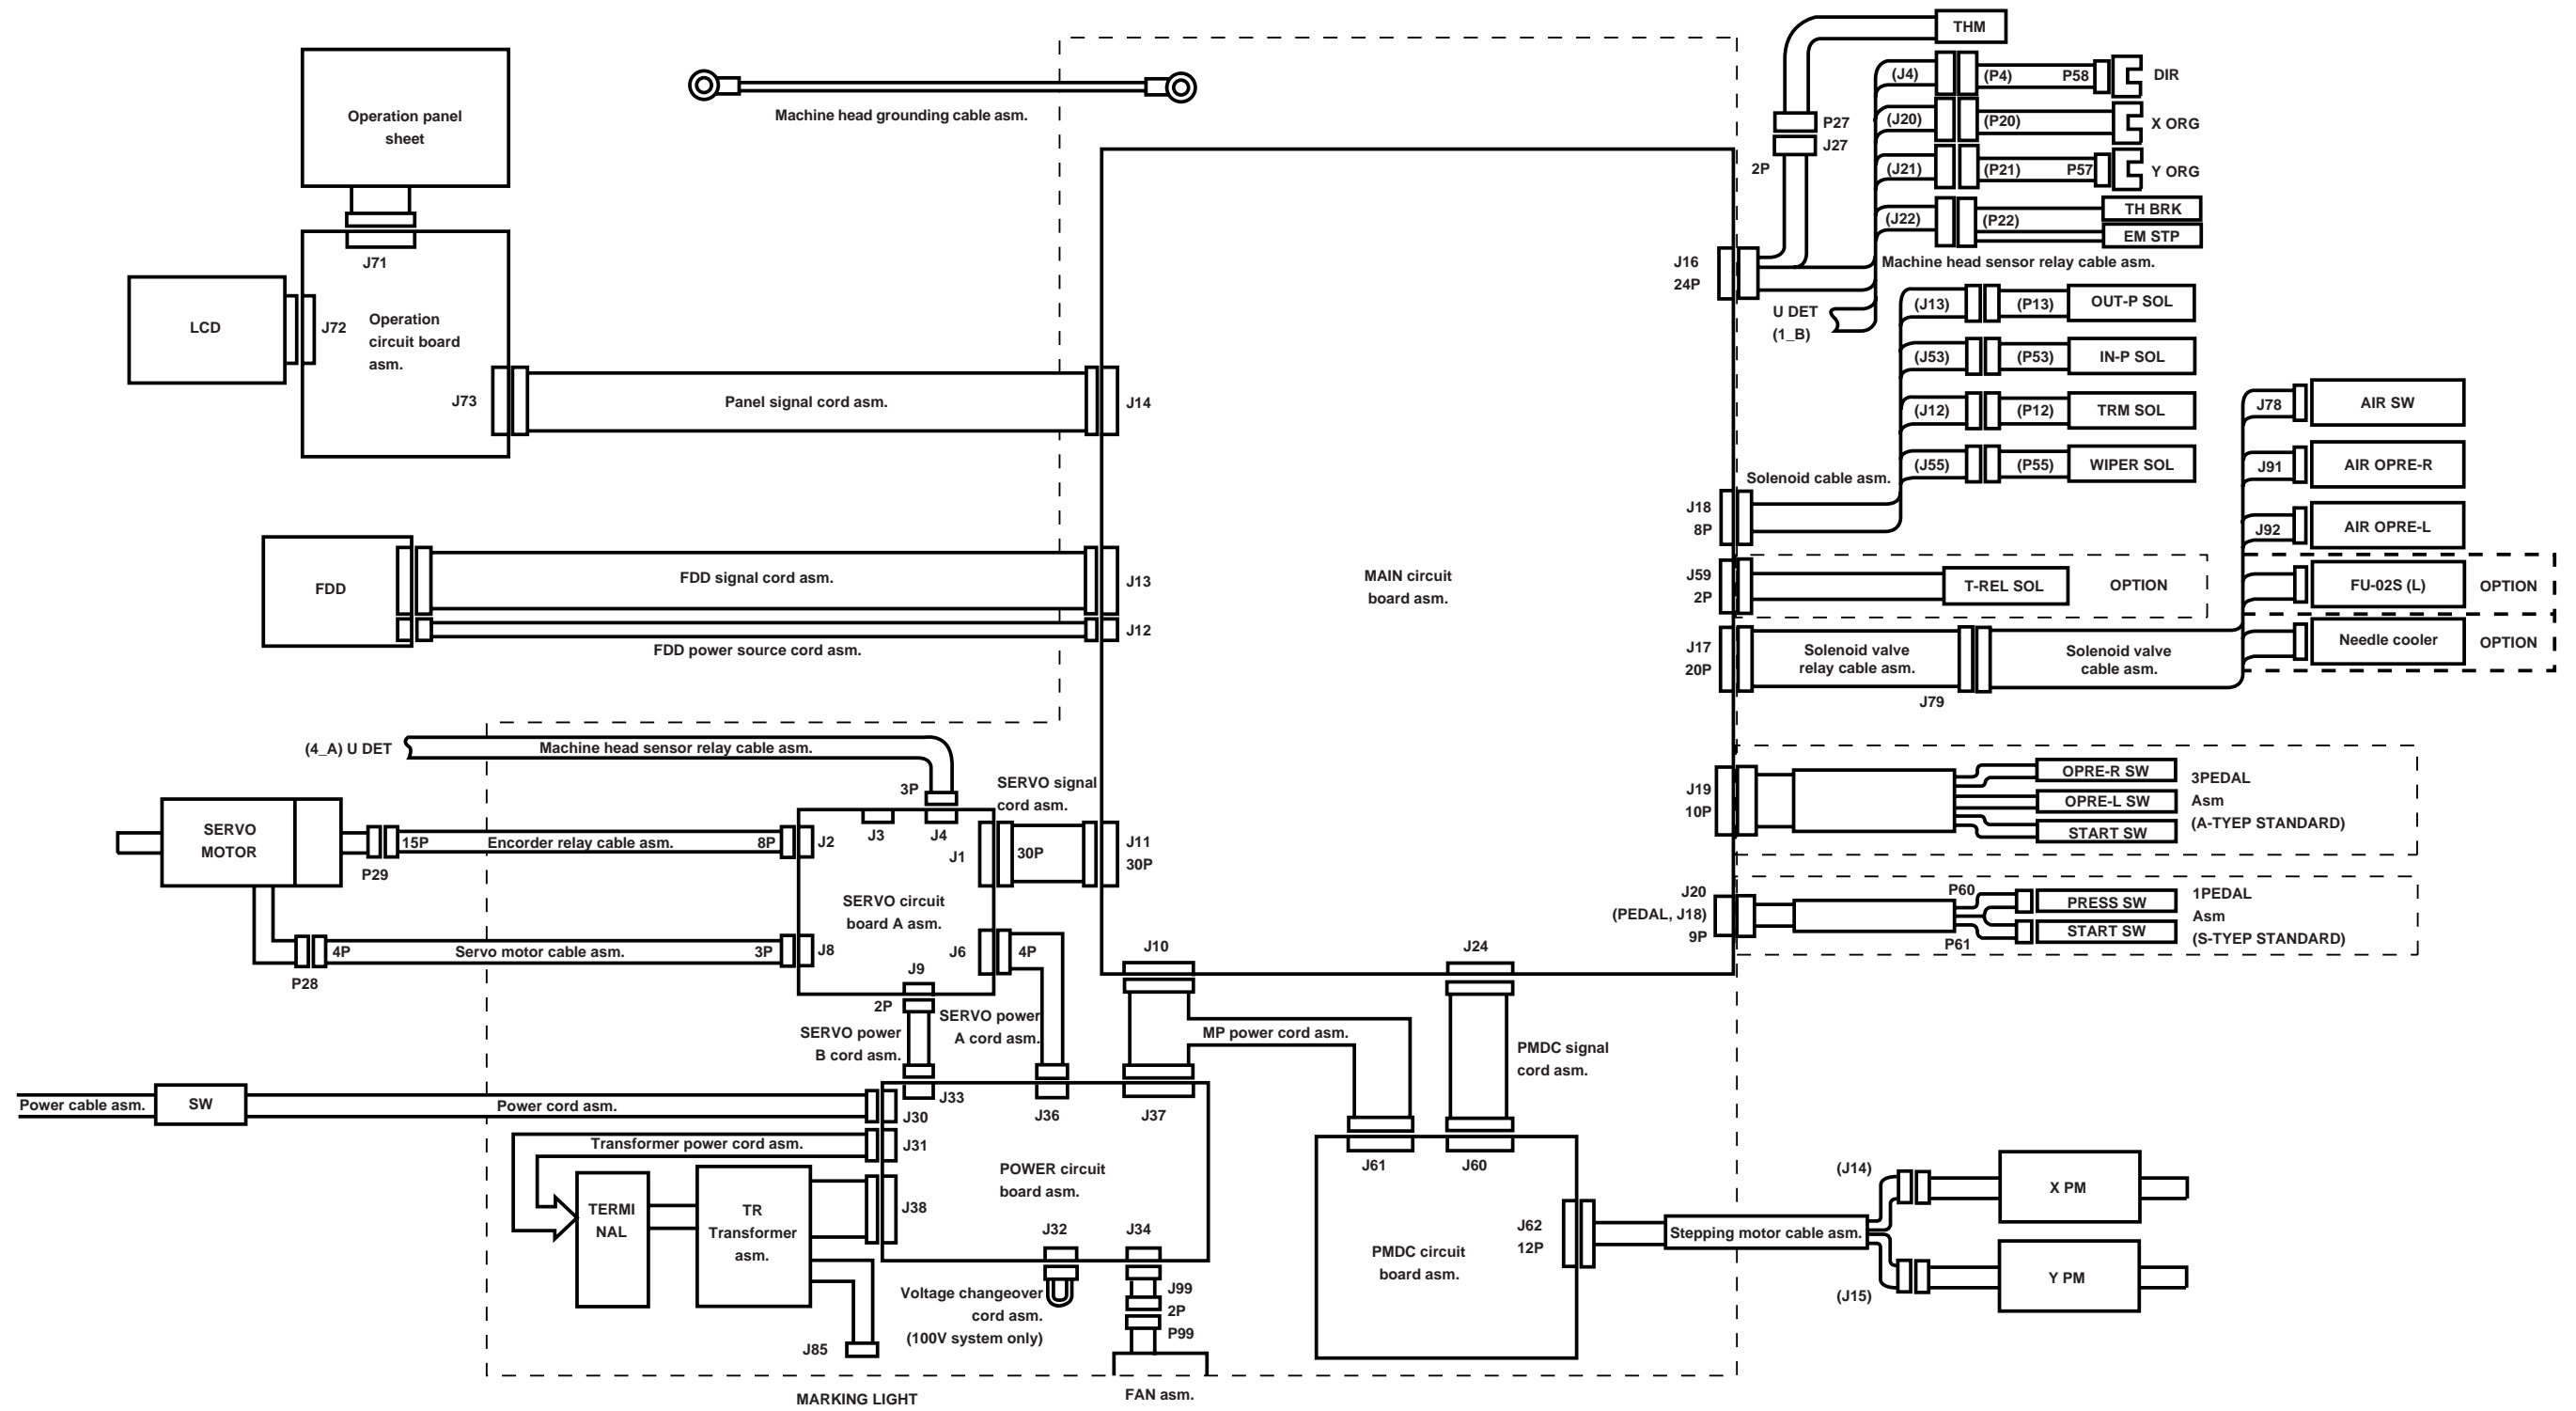 Operation panel
sheet
J71
LCD
J72
Operation
circuit board
asm.
J73
Panel signal cord asm.
J14
Machine head grounding cable asm.
FDD
FDD signal cord asm.
J13
J12
FDD power source cord asm.
MAIN circuit
board asm.
THM
P27
J27
2P
J16
24P
(J4)
(P4)
P58
DIR
(J20)
(P20)
X ORG
(J21)
(P21)
P57
Y ORG
(J22)
(P22)
TH BRK
EM STP
Machine head sensor relay cable asm.
U DET
(1_B)
(J13)
(P13)
OUT-P SOL
(J53)
(P53)
IN-P SOL
(J12)
(P12)
TRM SOL
(J55)
(P55)
WIPER SOL
Solenoid cable asm.
J18
8P
J59
2P
T-REL SOL
OPTION
J17
20P
Solenoid valve
relay cable asm.
J79
Solenoid valve
cable asm.
J78
AIR SW
J91
AIR OPRE-R
J92
AIR OPRE-L
FU-02S (L)
OPTION
Needle cooler
OPTION
J19
10P
OPRE-R SW
OPRE-L SW
START SW
3PEDAL
Asm
(A-TYEP STANDARD)
J20
(PEDAL, J18)
9P
P60
P61
PRESS SW
START SW
1PEDAL
Asm
(S-TYEP STANDARD)
(4_A) U DET
Machine head sensor relay cable asm.
3P
SERVO signal
cord asm.
SERVO
MOTOR
P29
15P
Encorder relay cable asm.
8P
J2
J3
J4
J1
30P
J11
30P
SERVO circuit
board A asm.
P28
4P
Servo motor cable asm.
3P
J8
J9
J6
4P
2P
SERVO power
B cord asm.
SERVO power
A cord asm.
J10
J24
MP power cord asm.
PMDC signal
cord asm.
Power cable asm.
SW
Power cord asm.
J33
J30
J36
J37
J31
Transformer power cord asm.
POWER circuit
board asm.
TERMI
NAL
TR
Transformer
asm.
J38
J32
J34
Voltage changeover
cord asm.
(100V system only)
J99
2P
P99
J85
MARKING LIGHT
FAN asm.
J61
J60
PMDC circuit
board asm.
J62
12P
Stepping motor cable asm.
(J14)
X PM
(J15)
Y PM